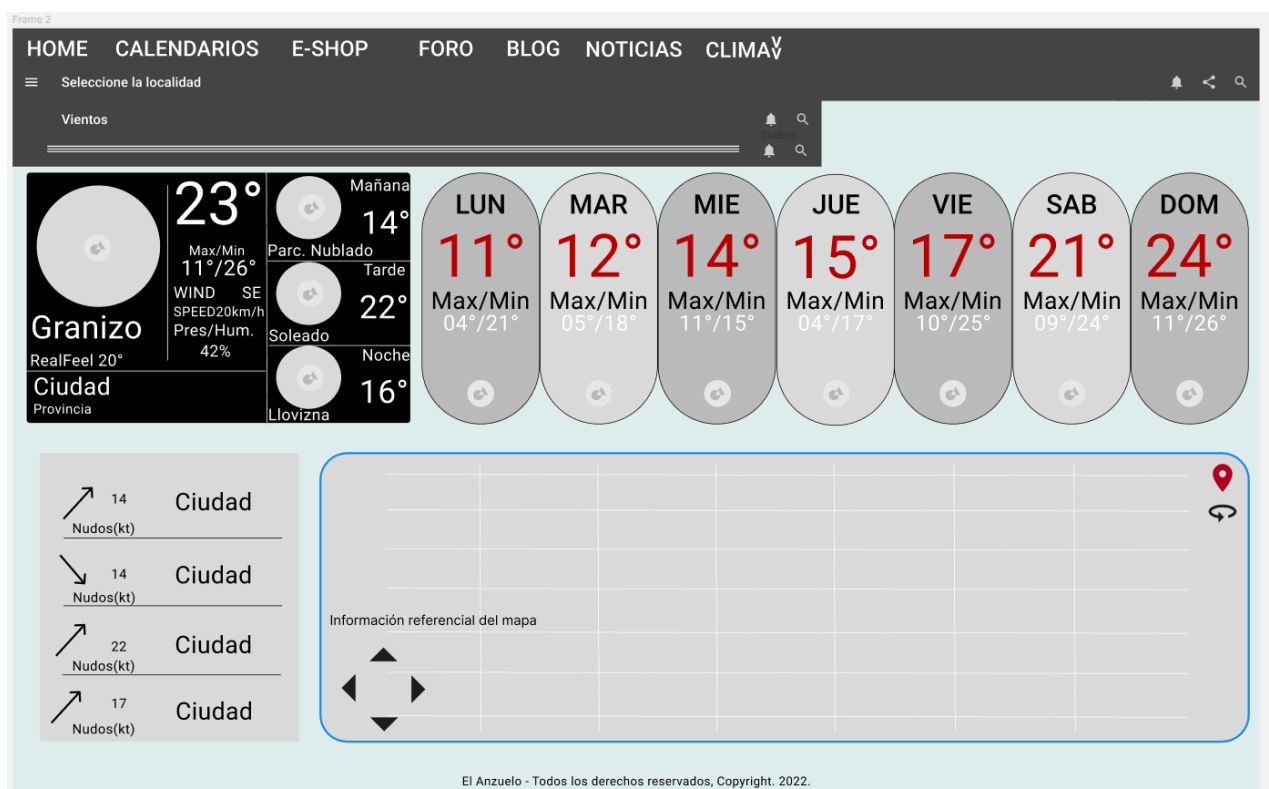 Frame 2
HOME CALENDARIOS E-SHOP FORO BLOG NOTICIAS CLIMA
Seleccione la localidad
Vientos
Trailing...
23°
Max/Min
11°/26°
WIND SE
SPEED20km/h
Pres/Hum.
42%
Granizo
RealFeel 20°
Ciudad
Provincia
Mañana
14°
Parc. Nublado
Tarde
22°
Soleado
Noche
16°
Llovizna
LUN
11°
Max/Min
04°/21°
MAR
12°
Max/Min
05°/18°
MIE
14°
Max/Min
11°/15°
JUE
15°
Max/Min
04°/17°
VIE
17°
Max/Min
10°/25°
SAB
21°
Max/Min
09°/24°
DOM
24°
Max/Min
11°/26°
14 Ciudad
Nudos(kt)
14 Ciudad
Nudos(kt)
22 Ciudad
Nudos(kt)
17 Ciudad
Nudos(kt)
Información referencial del mapa
El Anzuelo - Todos los derechos reservados, Copyright. 2022.